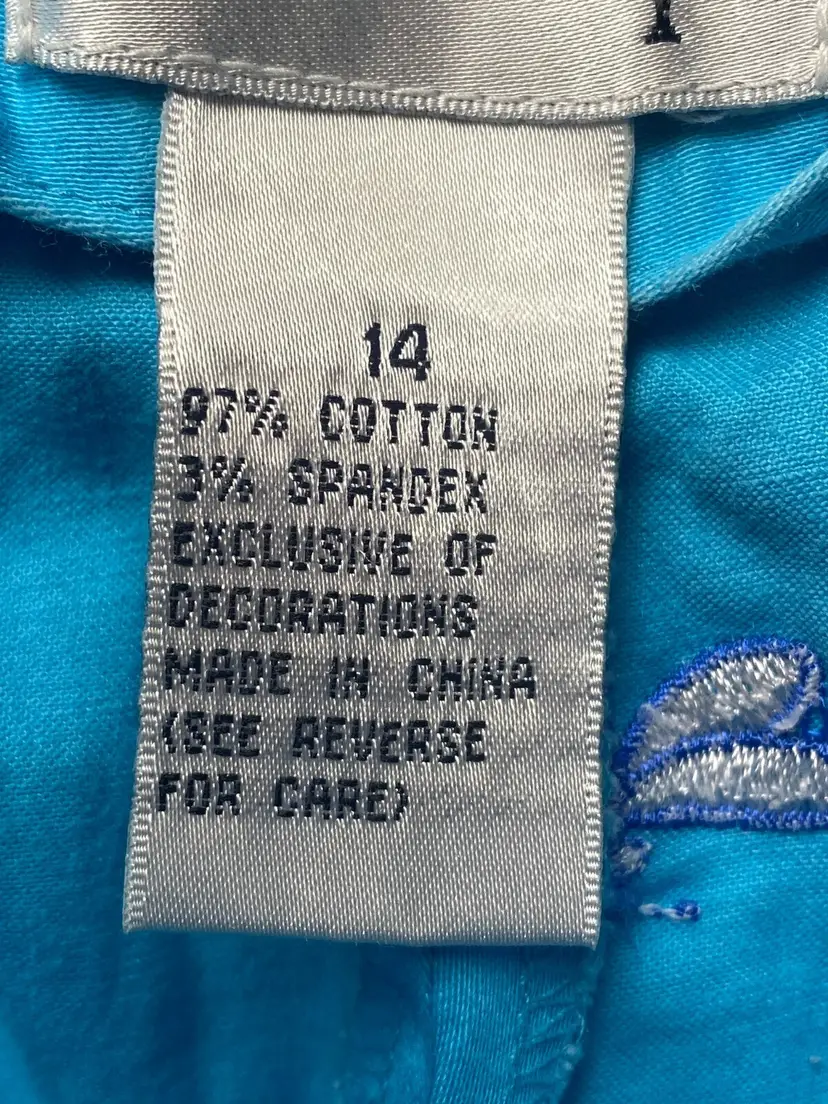 14
97% COTTON
3% SPANDEX
EXCLUSIVE OF
DECORATIONS
MADE IN CHINA
(SEE REVERSE
FOR CARE)